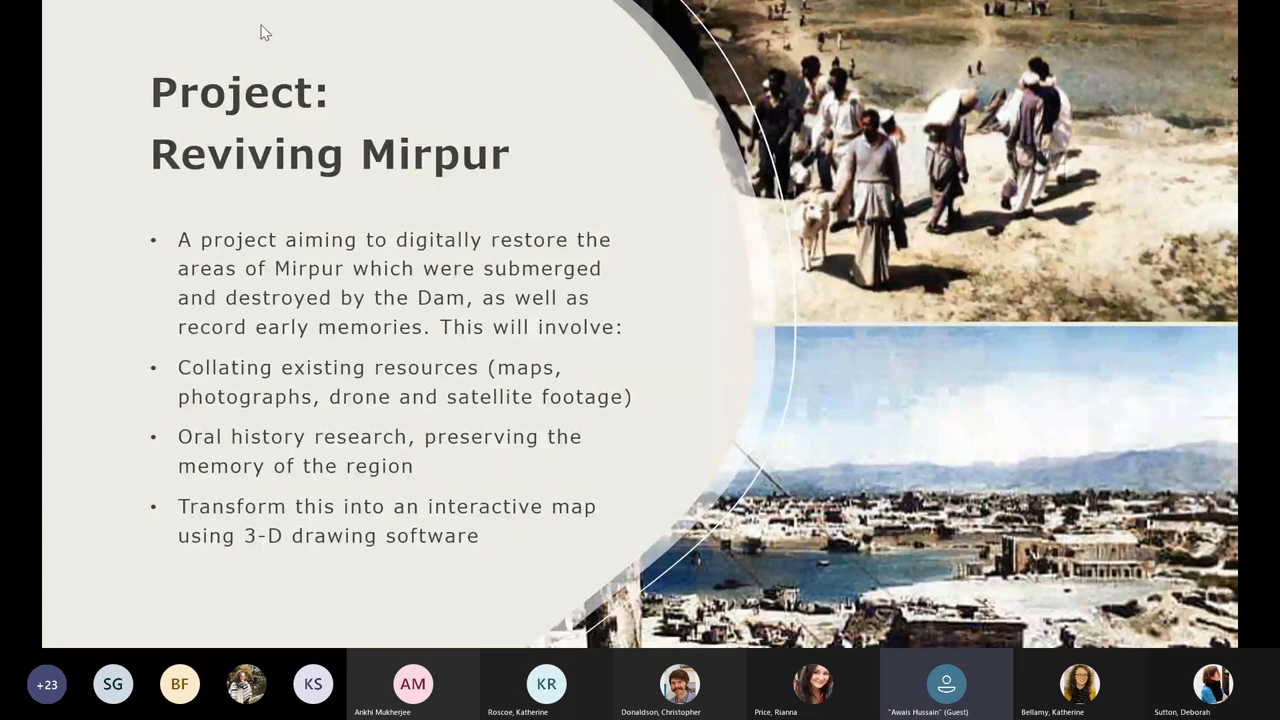 Project:
Reviving Mirpur
• A project aiming to digitally restore the
areas of Mirpur which were submerged
and destroyed by the Dam, as well as
record early memories. This will involve:
• Collating existing resources (maps,
photographs, drone and satellite footage)
• Oral history research, preserving the
memory of the region
• Transform this into an interactive map
using 3-D drawing software
+23
SG
BF
KS
AM
KR
Ankhi Mukherjee
Roscoe, Katherine
Donaldson, Christopher
Price, Rianna
"Awais Hussain" (Guest)
Bellamy, Katherine
Sutton, Deborah